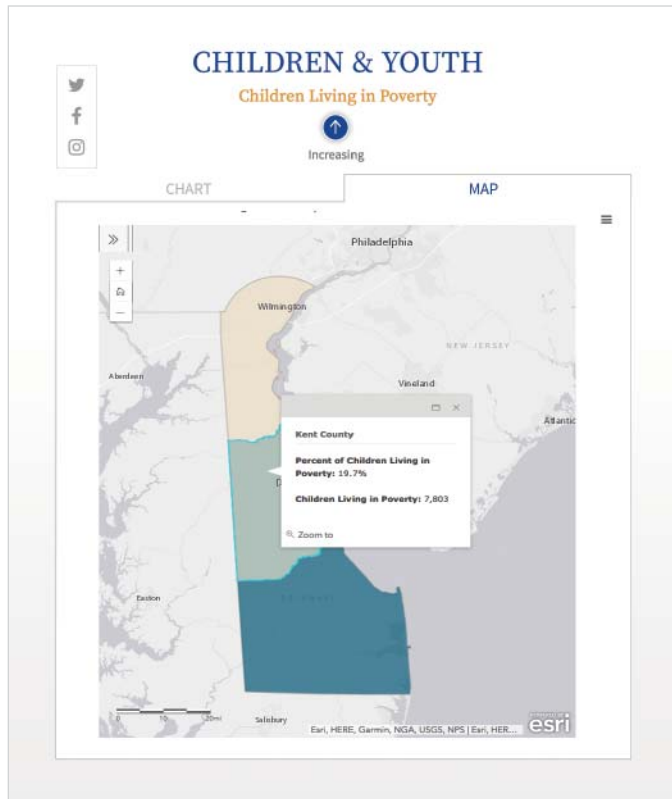 CHILDREN & YOUTH
Children Living in Poverty
Increasing
CHART
MAP
Philadelphia
Wilmington
NEW JERSEY
Aberdeen
Vineland
Atlantic
Kent County
Percent of Children Living in
Poverty: 19.7%
Children Living in Poverty: 7,803
Zoom to
Easton
0 10 20mi
Salisbury
Esri, HERE, Garmin, NGA, USGS, NPS | Esri, HER...
esri